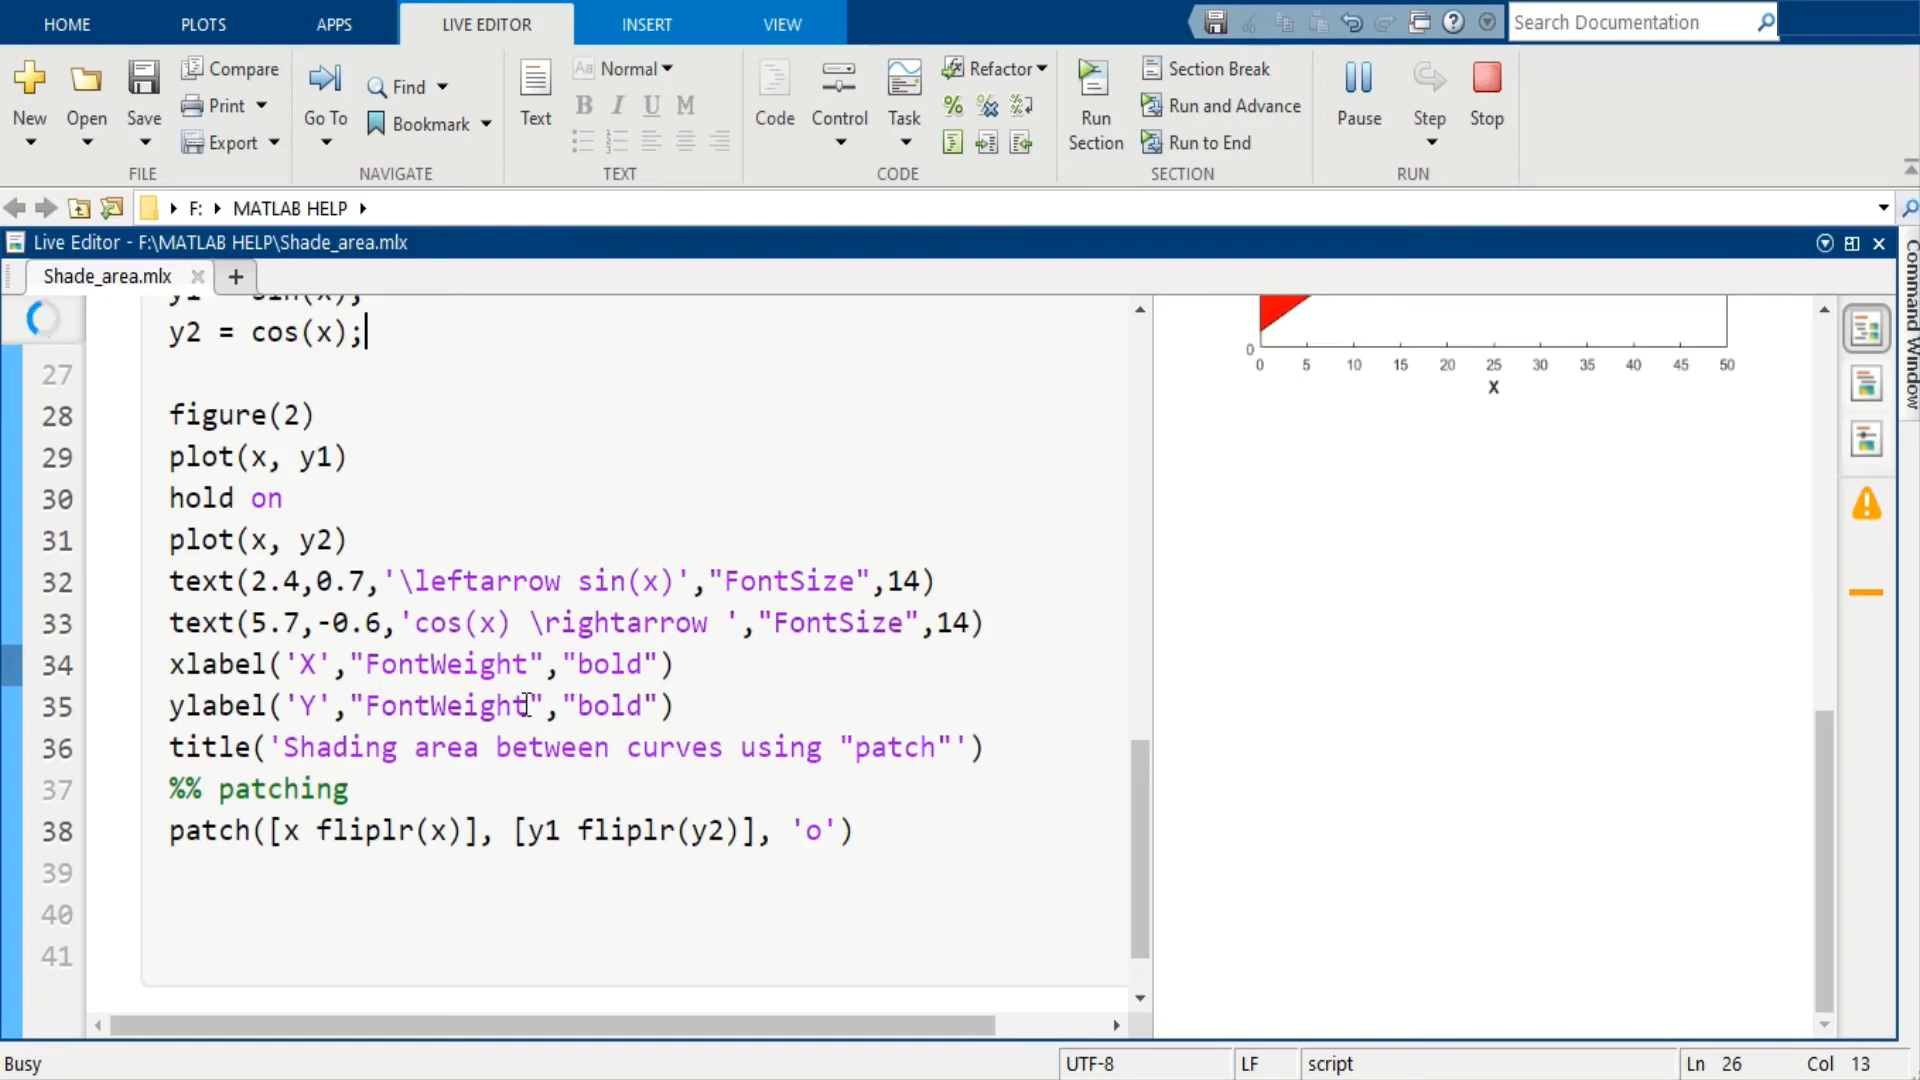 HOME PLOTS APPS LIVE EDITOR INSERT VIEW Search Documentation
New Open Save Compare Print Export
FILE
Go To Find Bookmark
NAVIGATE
Text Aa Normal B I U M
TEXT
Code Control Task Refactor
CODE
Run Section Section Break Run and Advance Run to End
SECTION
Pause Step Stop
RUN
F: MATLAB HELP
Live Editor - F:\MATLAB HELP\Shade_area.mlx
Shade_area.mlx
Command Window
y1 = sin(x);
y2 = cos(x);
27
28 figure(2)
29 plot(x, y1)
30 hold on
31 plot(x, y2)
32 text(2.4,0.7,'\leftarrow sin(x)',"FontSize",14)
33 text(5.7,-0.6,'cos(x) \rightarrow ',"FontSize",14)
34 xlabel('X',"FontWeight","bold")
35 ylabel('Y',"FontWeight","bold")
36 title('Shading area between curves using "patch"')
37 %% patching
38 patch([x fliplr(x)], [y1 fliplr(y2)], 'o')
39
40
41
0
0 5 10 15 20 25 30 35 40 45 50
X
Busy UTF-8 LF script Ln 26 Col 13